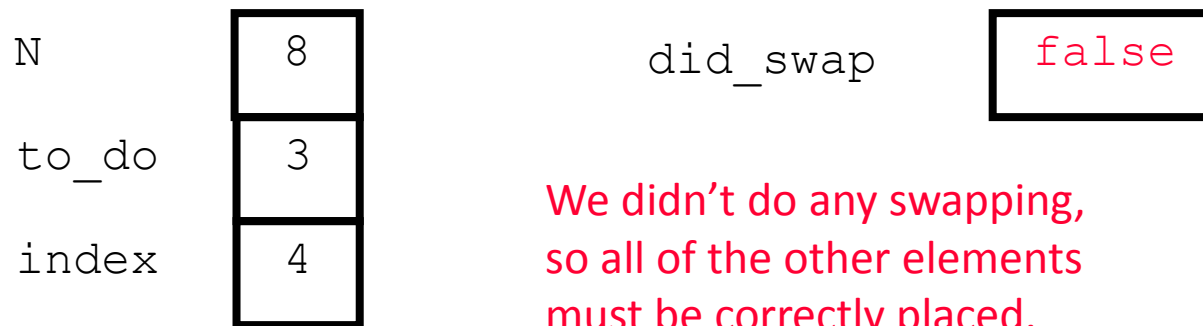 N 8 did_swap false
to_do 3
We didn’t do any swapping,
index 4 so all of the other elements
must be correctly placed.